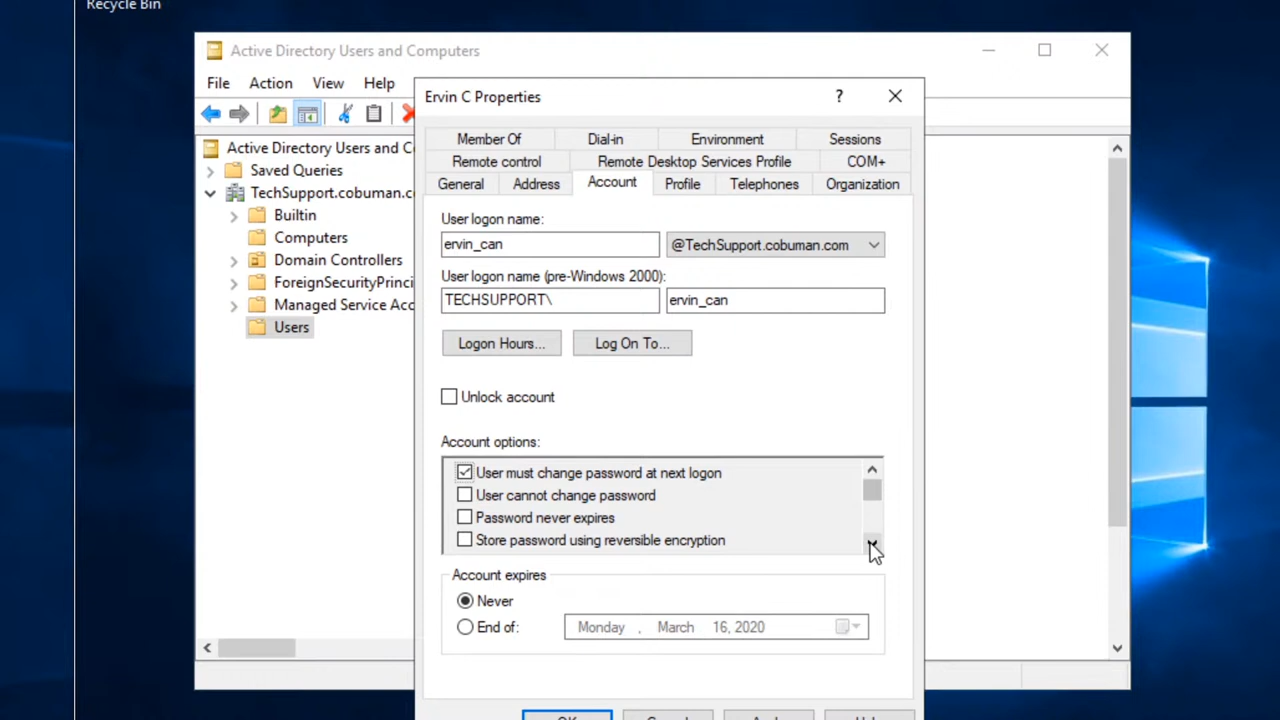 Recycle Bin
Active Directory Users and Computers
File Action View Help
Active Directory Users and Co
Saved Queries
TechSupport.cobuman.c
Builtin
Computers
Domain Controllers
ForeignSecurityPrinci
Managed Service Acc
Users
Ervin C Properties
?
Member Of Dial-in Environment Sessions
Remote control Remote Desktop Services Profile COM+
General Address Account Profile Telephones Organization
User logon name:
ervin_can @TechSupport.cobuman.com
User logon name (pre-Windows 2000):
TECHSUPPORT\ ervin_can
Logon Hours... Log On To...
Unlock account
Account options:
User must change password at next logon
User cannot change password
Password never expires
Store password using reversible encryption
Account expires
Never
End of: Monday , March 16, 2020
OK